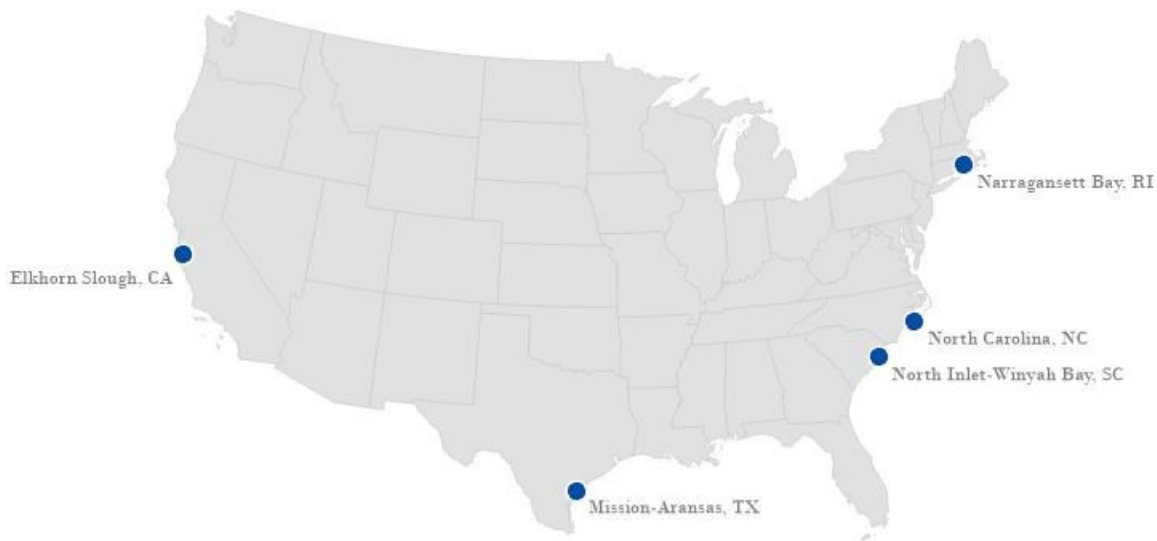 Narragansett Bay, RI
Elkhorn Slough, CA
North Carolina, NC
North Inlet-Winyah Bay, SC
Mission-Aransas, TX